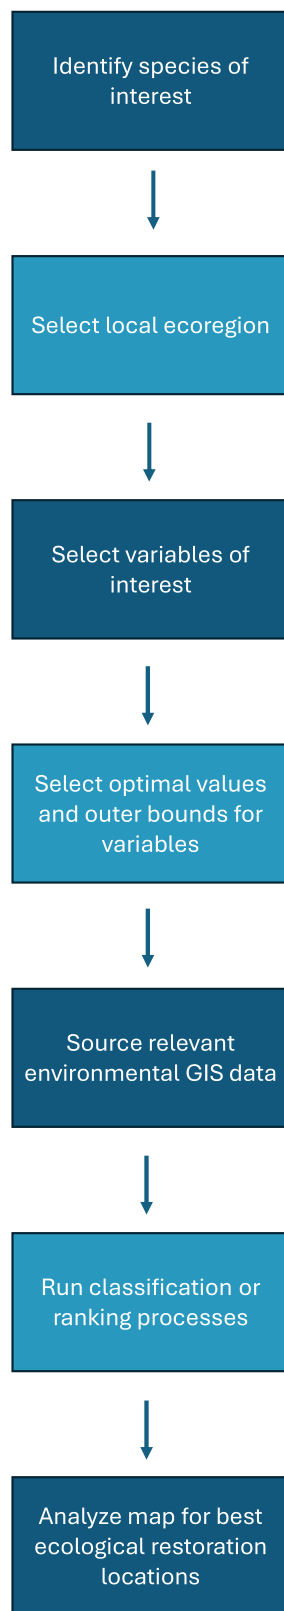 Identify species of
interest
Select local ecoregion
Select variables of
interest
Select optimal values
and outer bounds for
variables
Source relevant
environmental GIS data
Run classification or
ranking processes
Analyze map for best
ecological restoration
locations